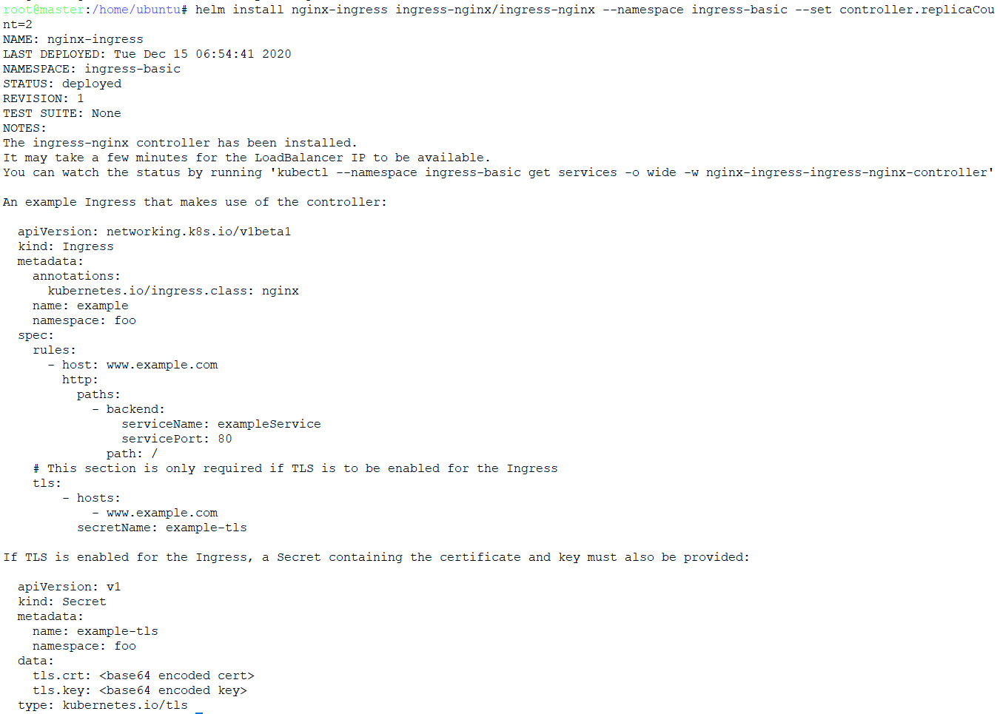 root@master:/home/ubuntu# helm install nginx-ingress ingress-nginx/ingress-nginx --namespace ingress-basic --set controller.replicaCou
nt=2
NAME: nginx-ingress
LAST DEPLOYED: Tue Dec 15 06:54:41 2020
NAMESPACE: ingress-basic
STATUS: deployed
REVISION: 1
TEST SUITE: None
NOTES:
The ingress-nginx controller has been installed.
It may take a few minutes for the LoadBalancer IP to be available.
You can watch the status by running 'kubectl --namespace ingress-basic get services -o wide -w nginx-ingress-ingress-nginx-controller'

An example Ingress that makes use of the controller:

  apiVersion: networking.k8s.io/v1beta1
  kind: Ingress
  metadata:
    annotations:
      kubernetes.io/ingress.class: nginx
    name: example
    namespace: foo
  spec:
    rules:
      - host: www.example.com
        http:
          paths:
            - backend:
                serviceName: exampleService
                servicePort: 80
              path: /
    # This section is only required if TLS is to be enabled for the Ingress
    tls:
        - hosts:
            - www.example.com
          secretName: example-tls

If TLS is enabled for the Ingress, a Secret containing the certificate and key must also be provided:

  apiVersion: v1
  kind: Secret
  metadata:
    name: example-tls
    namespace: foo
  data:
    tls.crt: <base64 encoded cert>
    tls.key: <base64 encoded key>
  type: kubernetes.io/tls